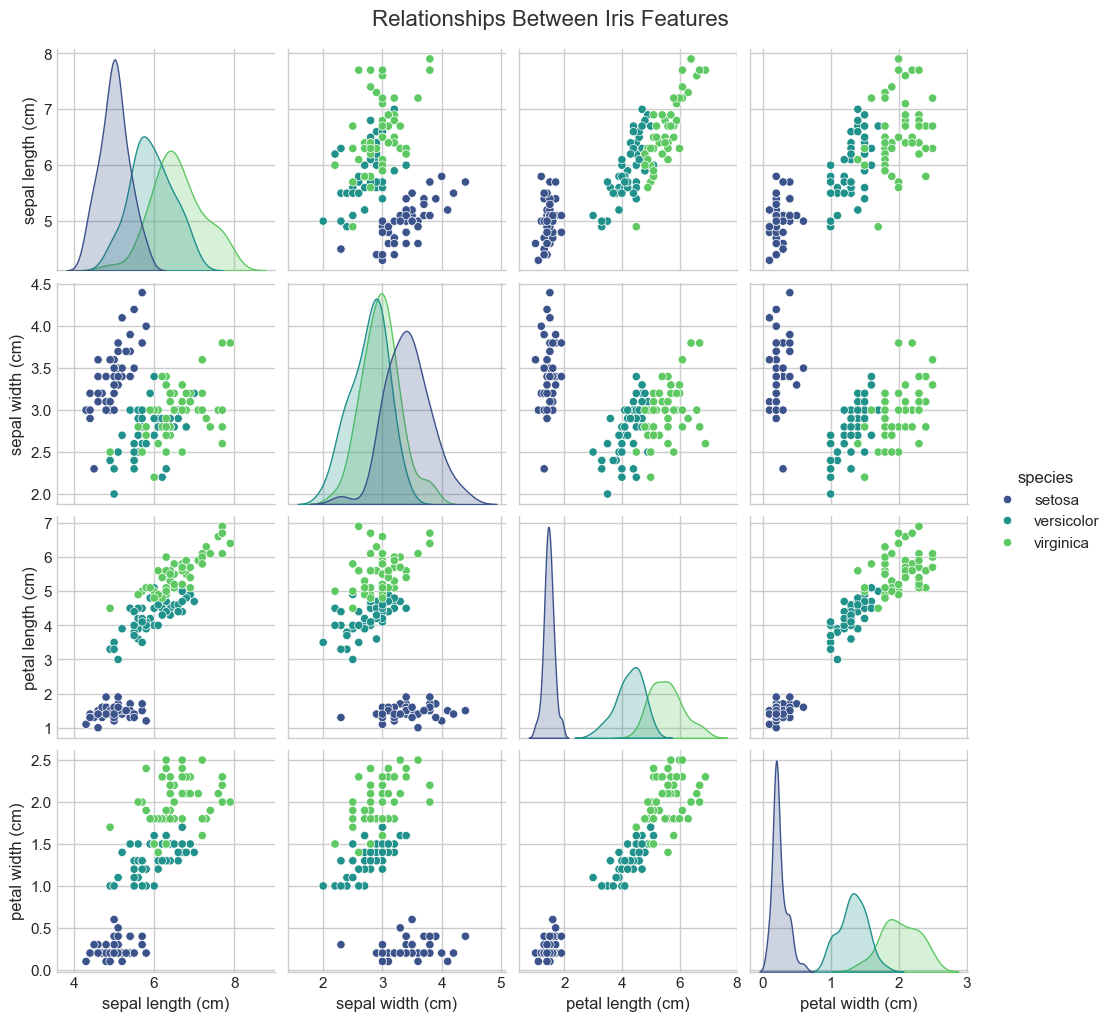 Relationships Between Iris Features
8
7
6
5
sepal length (cm)
4.5
4.0
3.5
3.0
2.5
2.0
sepal width (cm)
7
6
5
4
3
2
1
petal length (cm)
2.5
2.0
1.5
1.0
0.5
0.0
petal width (cm)
4 6 8
sepal length (cm)
2 3 4 5
sepal width (cm)
2 4 6 8
petal length (cm)
0 1 2 3
petal width (cm)
species
setosa
versicolor
virginica